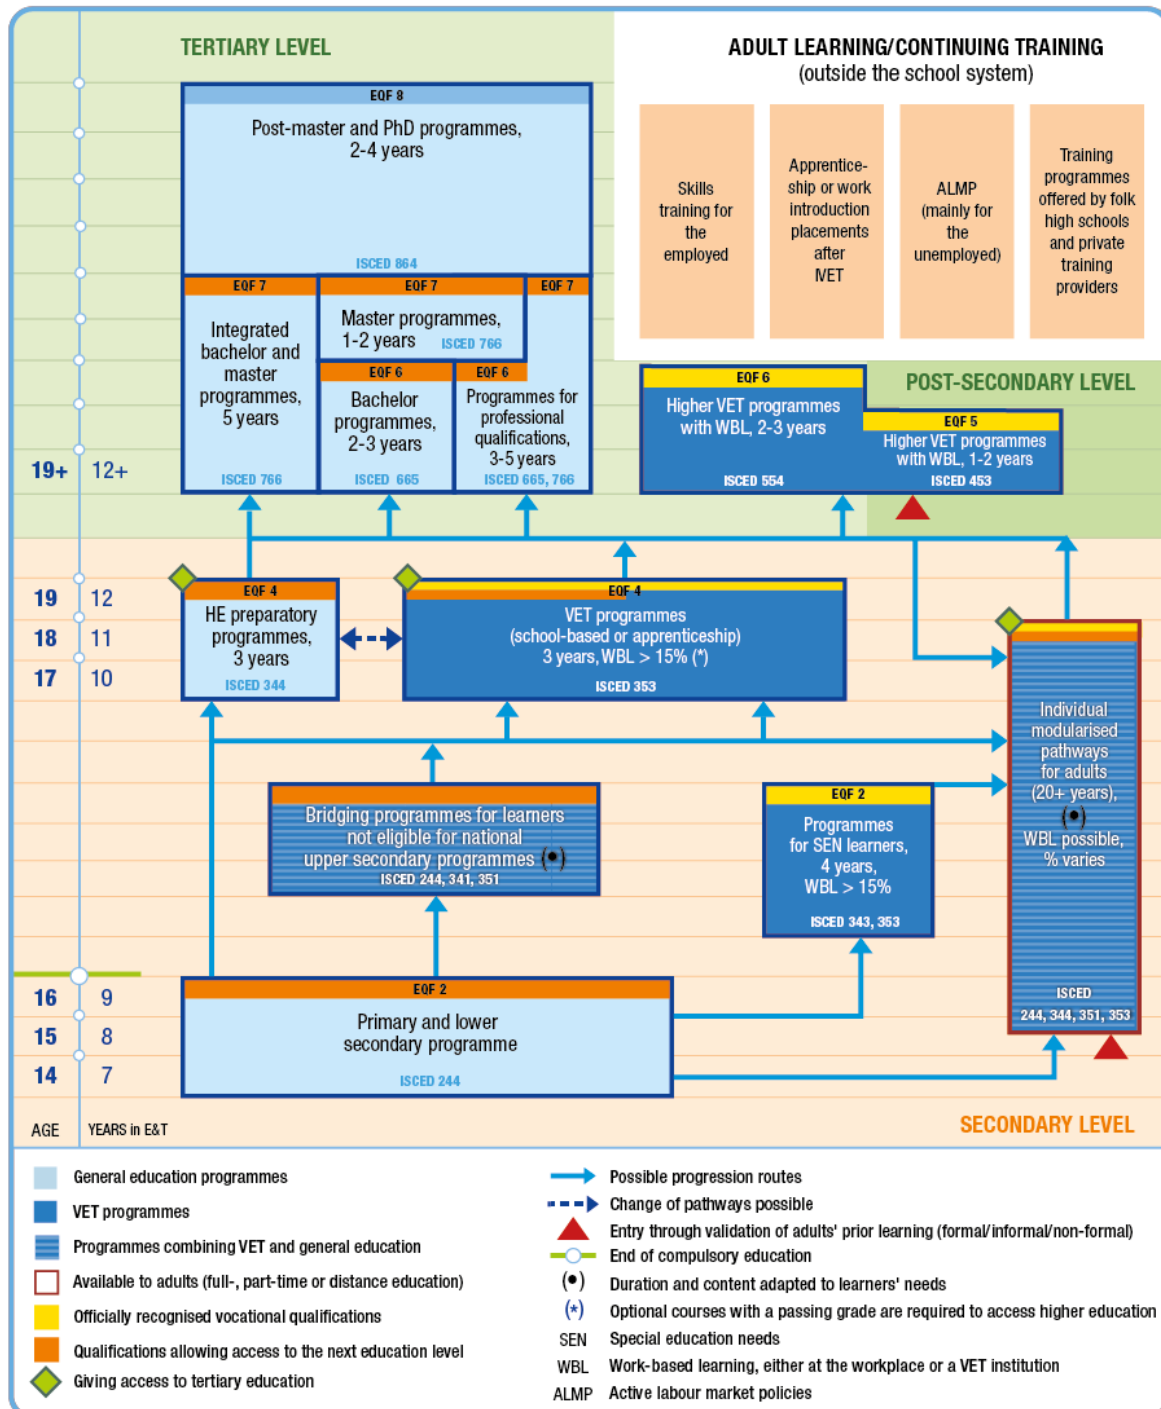 TERTIARY LEVEL
ADULT LEARNING/CONTINUING TRAINING
(outside the school system)
EQF 8
Post-master and PhD programmes,
2-4 years
ISCED 864
Skills
training for
the
employed
Apprentice-
ship or work
introduction
placements
after
IVET
ALMP
(mainly for
the
unemployed)
Training
programmes
offered by folk
high schools
and private
training
providers
EQF 7
Integrated
bachelor and
master
programmes,
5 years
ISCED 766
EQF 7
Master programmes,
1-2 years ISCED 766
EQF 7
EQF 6
Bachelor
programmes,
2-3 years
ISCED 665
EQF 6
Programmes for
professional
qualifications,
3-5 years
ISCED 665, 766
EQF 6
Higher VET programmes
with WBL, 2-3 years
ISCED 554
POST-SECONDARY LEVEL
EQF 5
Higher VET programmes
with WBL, 1-2 years
ISCED 453
19+ 12+
19 12
18 11
17 10
EQF 4
HE preparatory
programmes,
3 years
ISCED 344
EQF 4
VET programmes
(school-based or apprenticeship)
3 years, WBL > 15% (*)
ISCED 353
Individual
modularised
pathways
for adults
(20+ years),
(•)
WBL possible,
% varies
ISCED
244, 344, 351, 353
Bridging programmes for learners
not eligible for national
upper secondary programmes (•)
ISCED 244, 341, 351
EQF 2
Programmes
for SEN learners,
4 years,
WBL > 15%
ISCED 343, 353
16 9
15 8
14 7
EQF 2
Primary and lower
secondary programme
ISCED 244
AGE YEARS in E&T
SECONDARY LEVEL
General education programmes
VET programmes
Programmes combining VET and general education
Available to adults (full-, part-time or distance education)
Officially recognised vocational qualifications
Qualifications allowing access to the next education level
Giving access to tertiary education
Possible progression routes
Change of pathways possible
Entry through validation of adults' prior learning (formal/informal/non-formal)
End of compulsory education
(•) Duration and content adapted to learners' needs
(*) Optional courses with a passing grade are required to access higher education
SEN Special education needs
WBL Work-based learning, either at the workplace or a VET institution
ALMP Active labour market policies